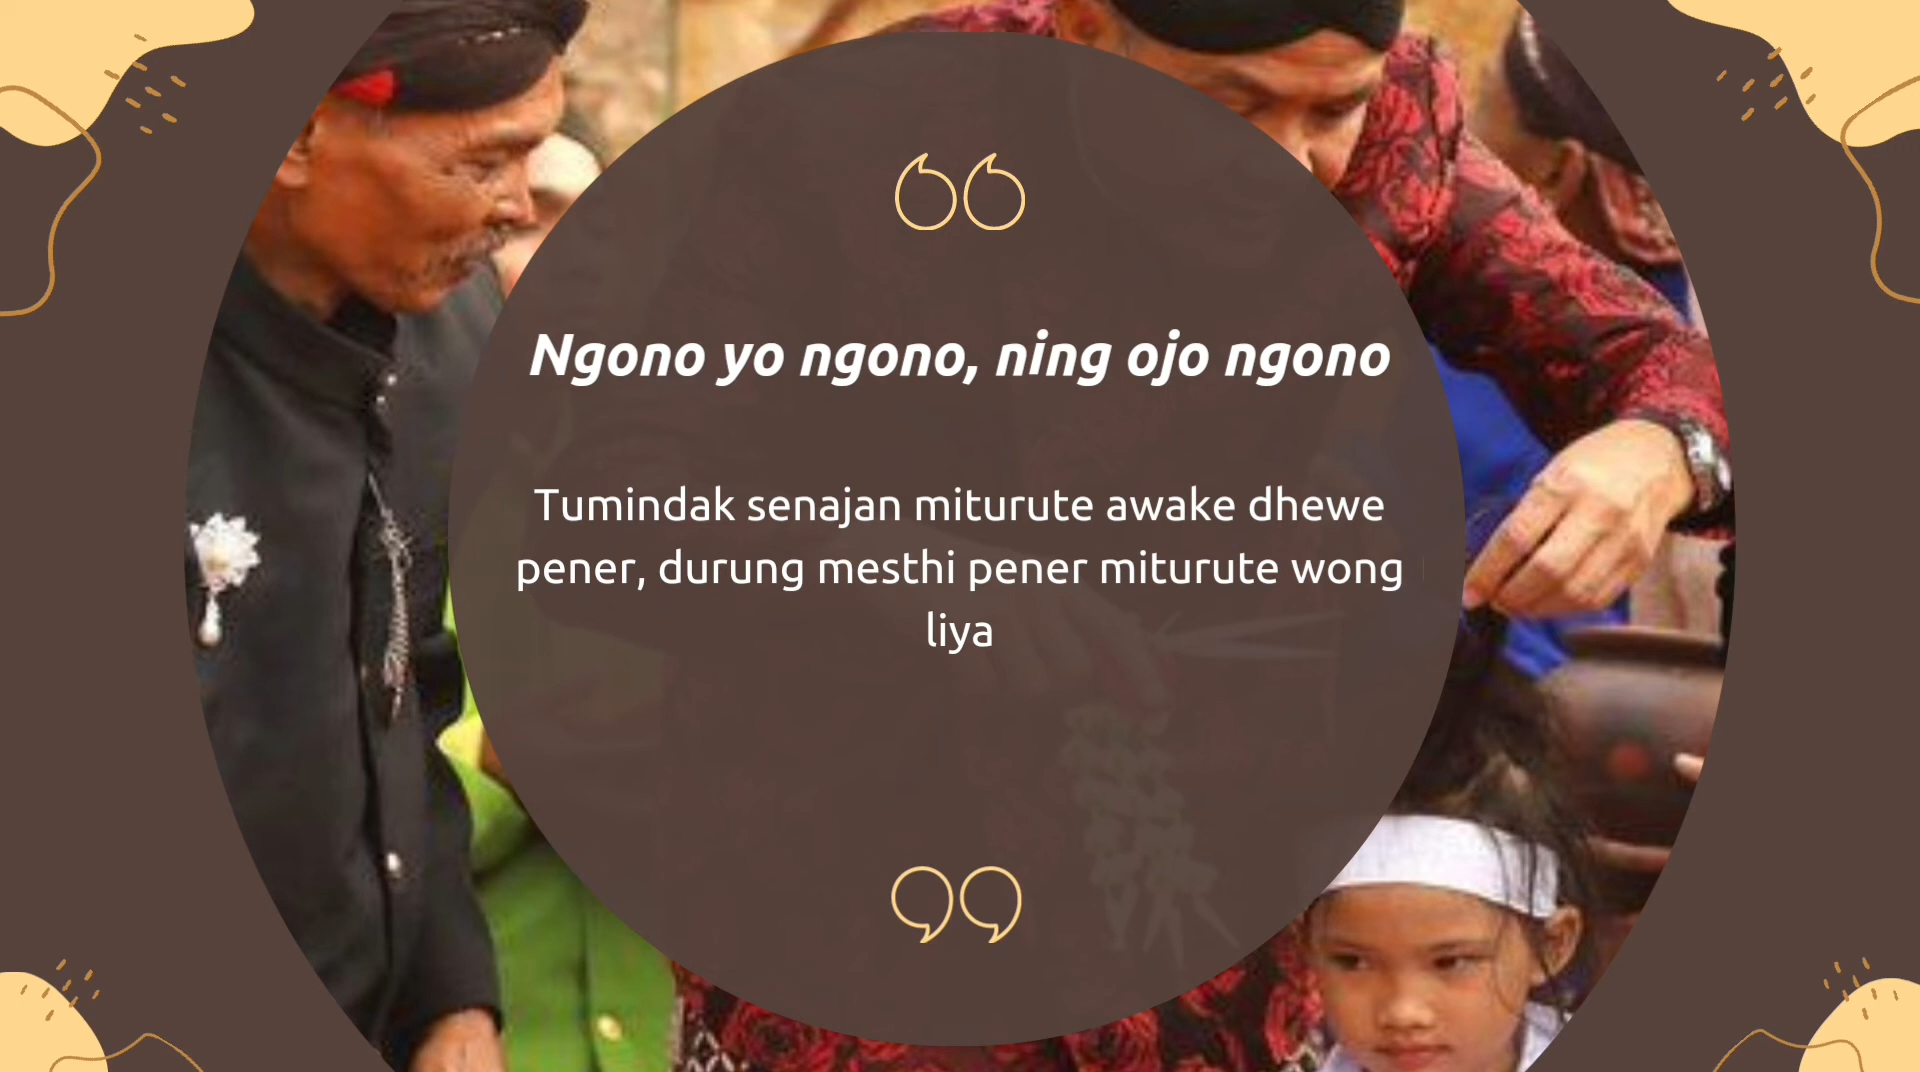 Ngono yo ngono, ning ojo ngono
Tumindak senajan miturute awake dhewe
pener, durung mesthi pener miturute wong
liya